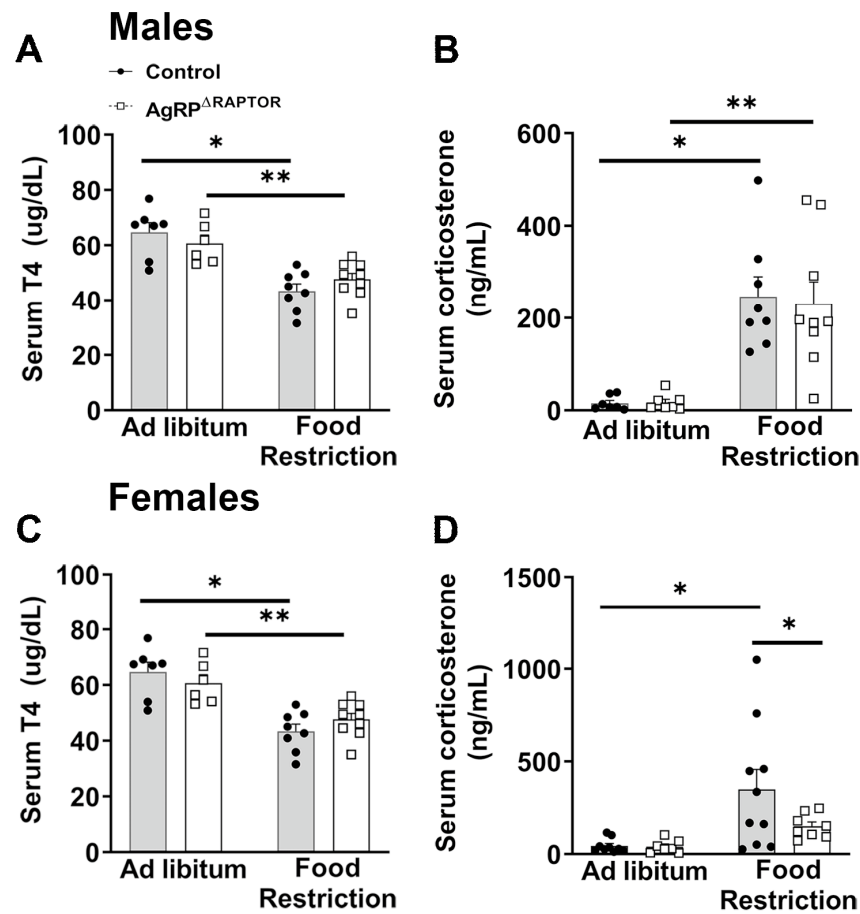 Males
A
B
Control
AgRPΔRAPTOR
Serum T4 (ug/dL)
100
80
60
40
20
0
*
**
Ad libitum
Food
Restriction
Serum corticosterone
(ng/mL)
600
400
200
0
*
**
Ad libitum
Food
Restriction
Females
C
D
Serum T4 (ug/dL)
100
80
60
40
20
0
*
**
Ad libitum
Food
Restriction
Serum corticosterone
(ng/mL)
1500
1000
500
0
*
*
Ad libitum
Food
Restriction